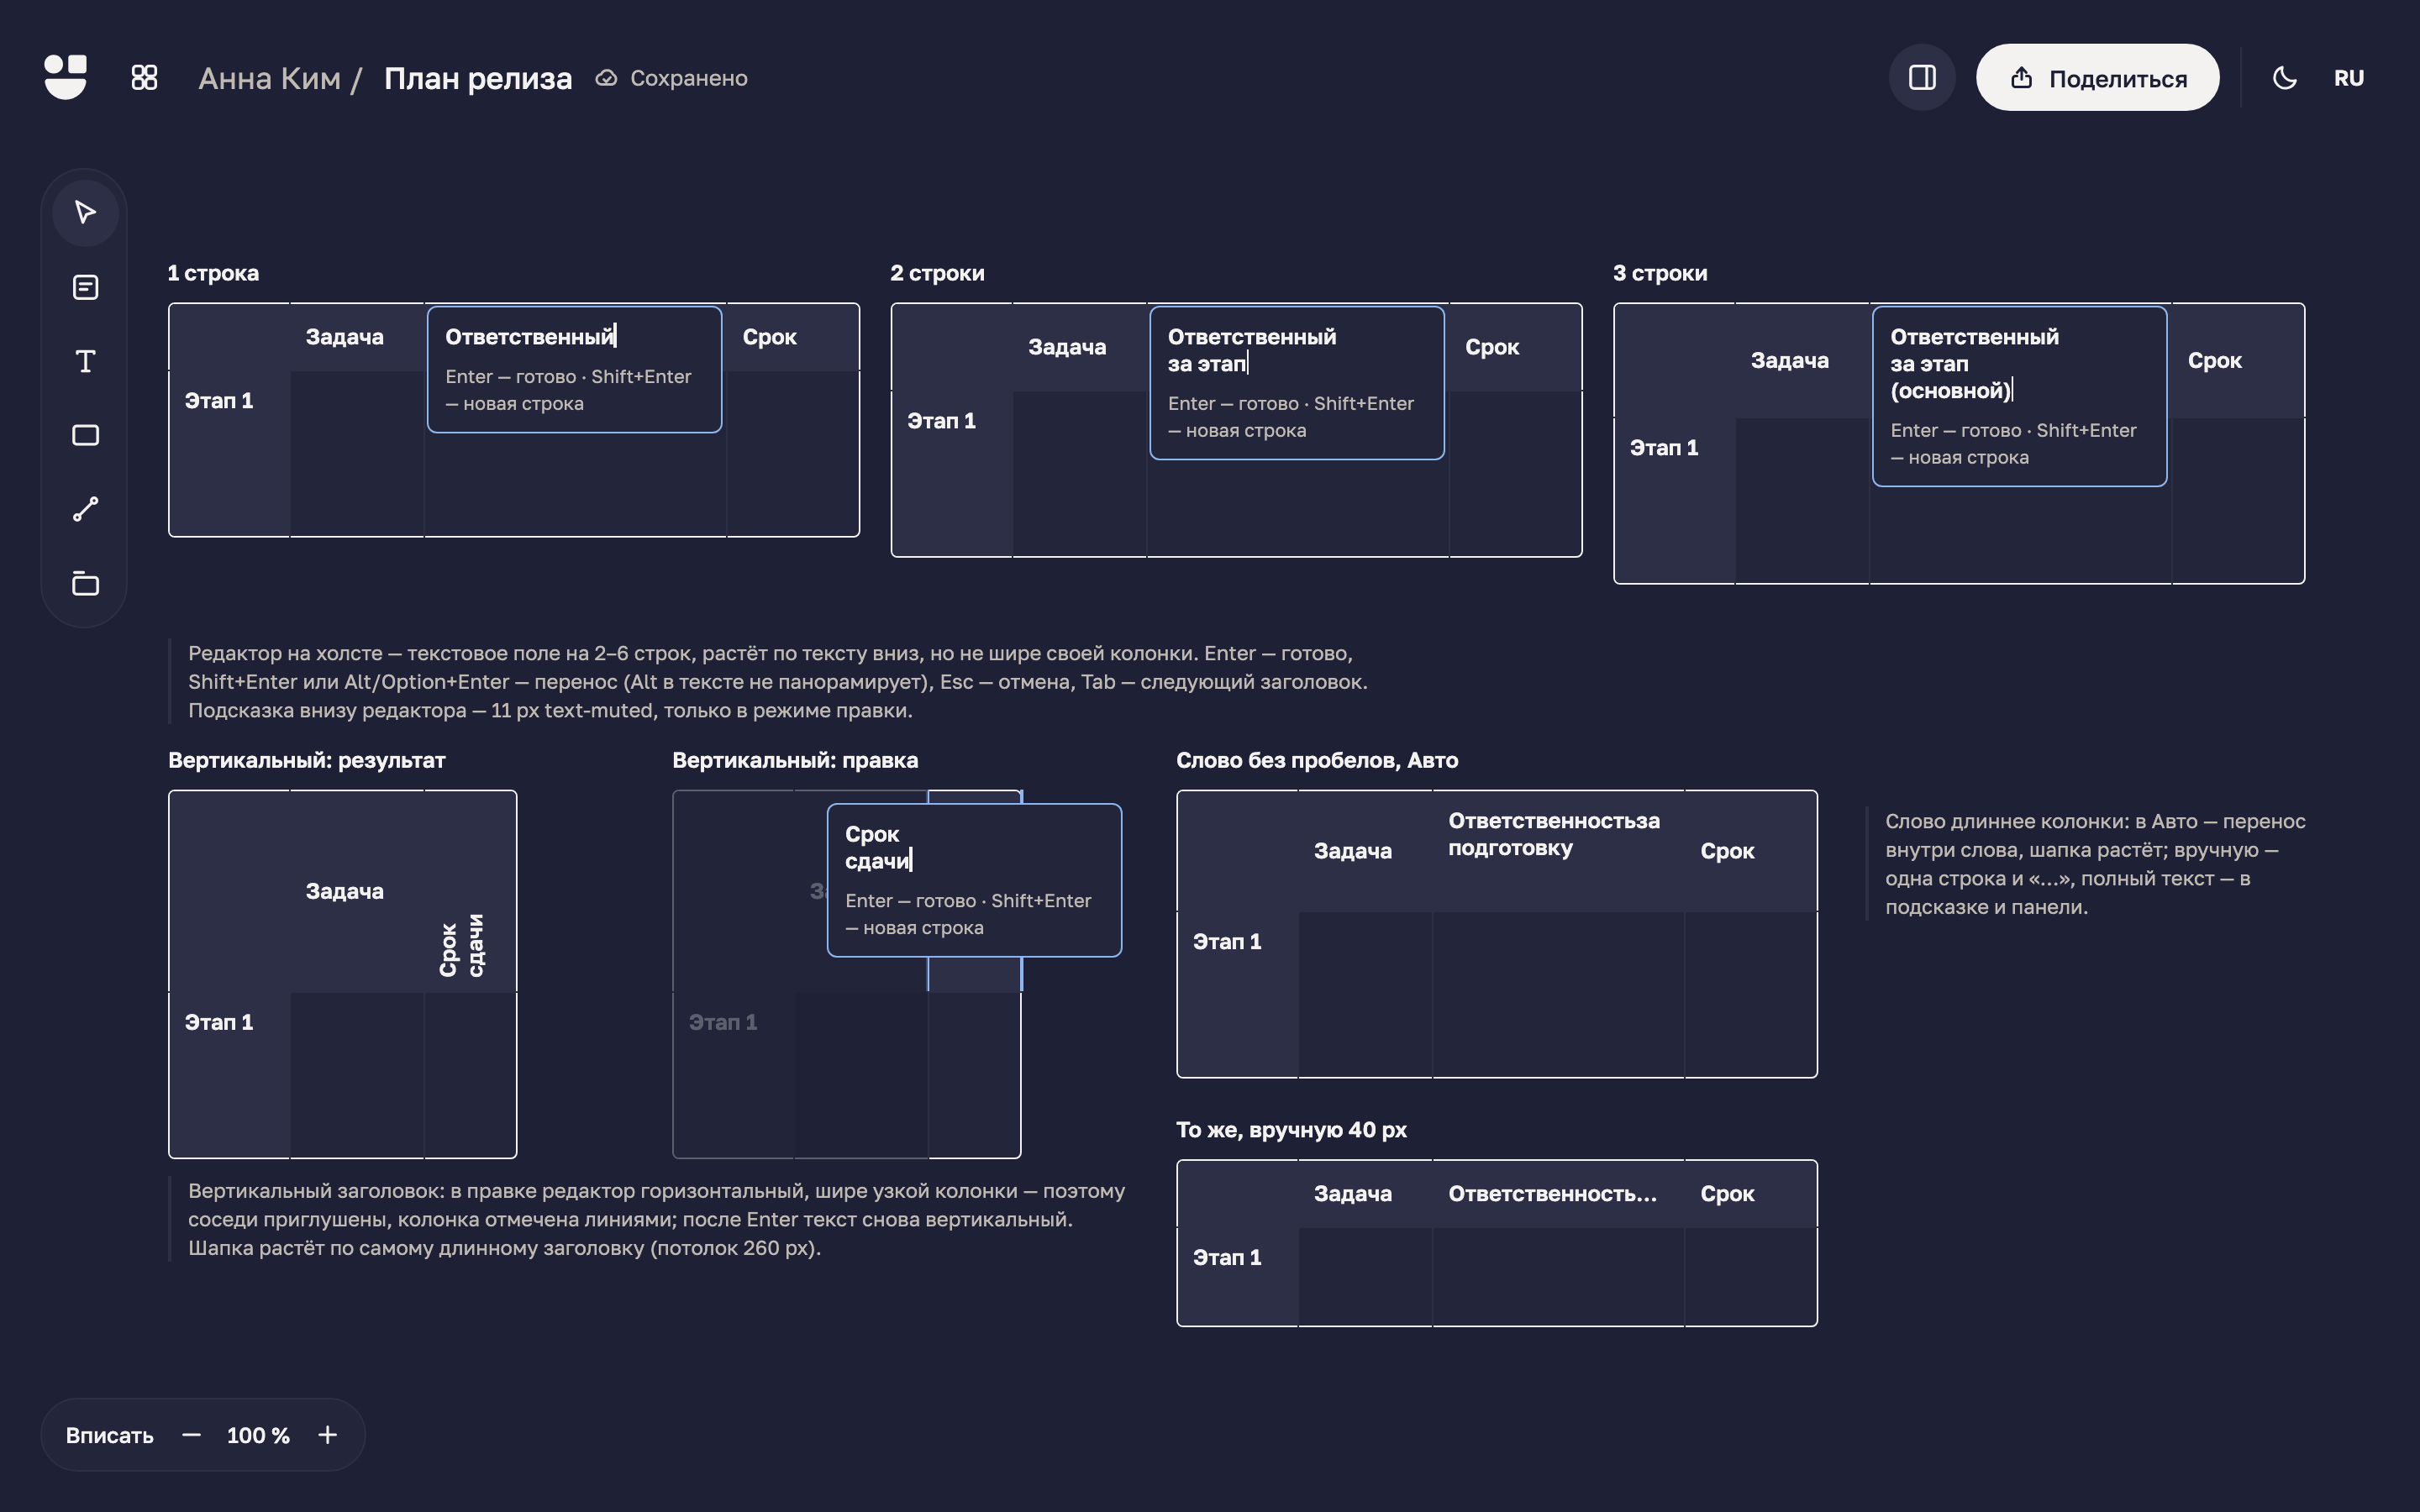 Анна Ким / План релиза Сохранено
Поделиться RU
1 строка
Задача Ответственный Срок
Enter — готово · Shift+Enter
— новая строка
Этап 1
2 строки
Задача Ответственный Срок
за этап
Enter — готово · Shift+Enter
— новая строка
Этап 1
3 строки
Задача Ответственный Срок
за этап
(основной)
Enter — готово · Shift+Enter
— новая строка
Этап 1
Редактор на холсте — текстовое поле на 2–6 строк, растёт по тексту вниз, но не шире своей колонки. Enter — готово,
Shift+Enter или Alt/Option+Enter — перенос (Alt в тексте не панорамирует), Esc — отмена, Tab — следующий заголовок.
Подсказка внизу редактора — 11 px text-muted, только в режиме правки.
Вертикальный: результат
Задача
Срок
сдачи
Этап 1
Вертикальный: правка
Срок
сдачи
Enter — готово · Shift+Enter
— новая строка
Этап 1
Вертикальный заголовок: в правке редактор горизонтальный, шире узкой колонки — поэтому
соседи приглушены, колонка отмечена линиями; после Enter текст снова вертикальный.
Шапка растёт по самому длинному заголовку (потолок 260 px).
Слово без пробелов, Авто
Задача Ответственностьза Срок
подготовку
Этап 1
Слово длиннее колонки: в Авто — перенос
внутри слова, шапка растёт; вручную —
одна строка и «…», полный текст — в
подсказке и панели.
То же, вручную 40 px
Задача Ответственность… Срок
Этап 1
Вписать — 100 % +